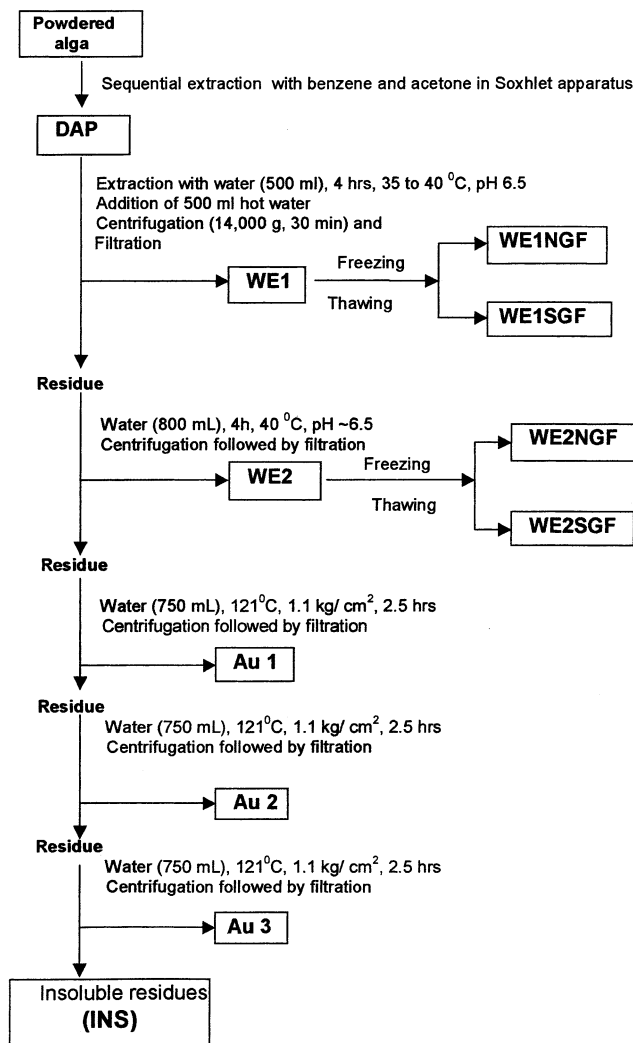 Powdered
alga
Sequential extraction with benzene and acetone in Soxhlet apparatus
DAP
Extraction with water (500 ml), 4 hrs, 35 to 40 ⁰C, pH 6.5
Addition of 500 ml hot water
Centrifugation (14,000 g, 30 min) and
Filtration
WE1
Freezing
Thawing
WE1NGF
WE1SGF
Residue
Water (800 mL), 4h, 40 ⁰C, pH ~6.5
Centrifugation followed by filtration
WE2
Freezing
Thawing
WE2NGF
WE2SGF
Residue
Water (750 mL), 121⁰C, 1.1 kg/ cm², 2.5 hrs
Centrifugation followed by filtration
Au 1
Residue
Water (750 mL), 121⁰C, 1.1 kg/ cm², 2.5 hrs
Centrifugation followed by filtration
Au 2
Residue
Water (750 mL), 121⁰C, 1.1 kg/ cm², 2.5 hrs
Centrifugation followed by filtration
Au 3
Insoluble residues
(INS)